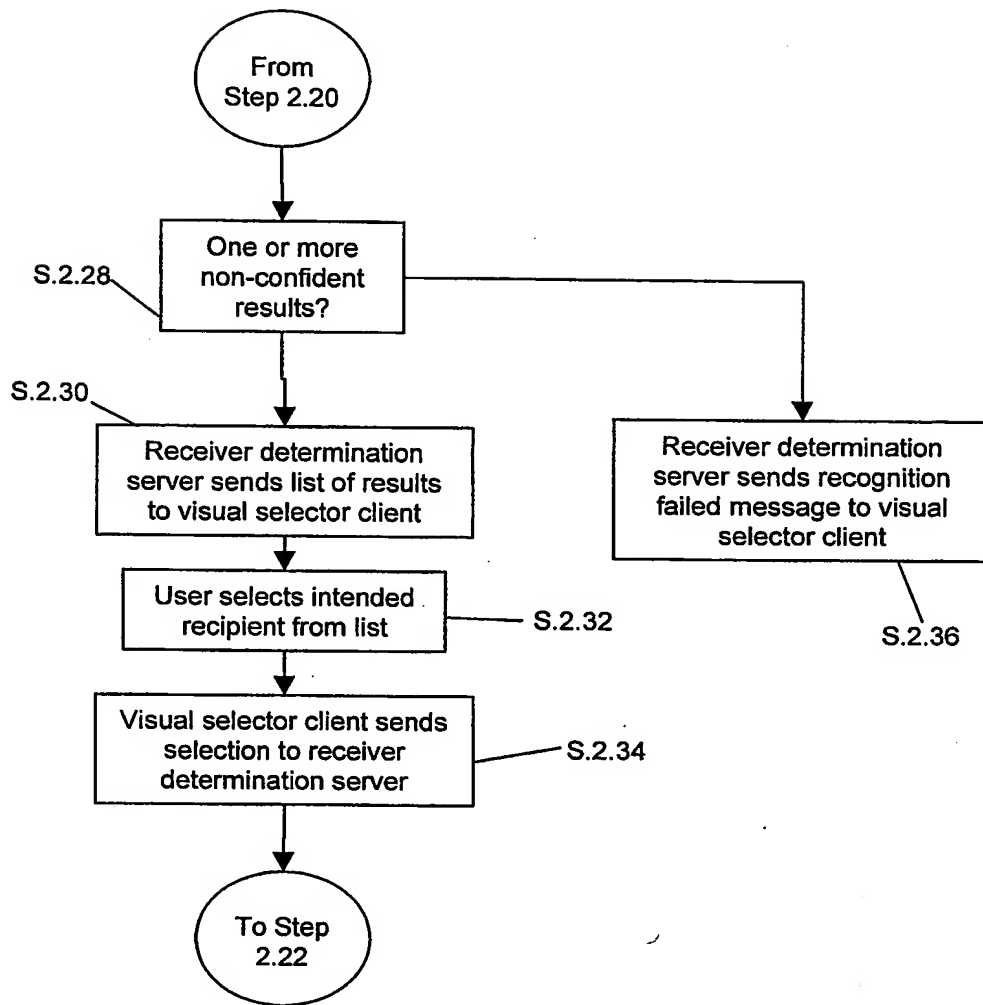 From
Step 2.20
One or more
non-confident
results?
S.2.28
S.2.30
Receiver determination
server sends list of results
to visual selector client
Receiver determination
server sends recognition
failed message to visual
selector client
User selects intended
recipient from list
S.2.32
S.2.36
Visual selector client sends
selection to receiver
determination server
S.2.34
To Step
2.22